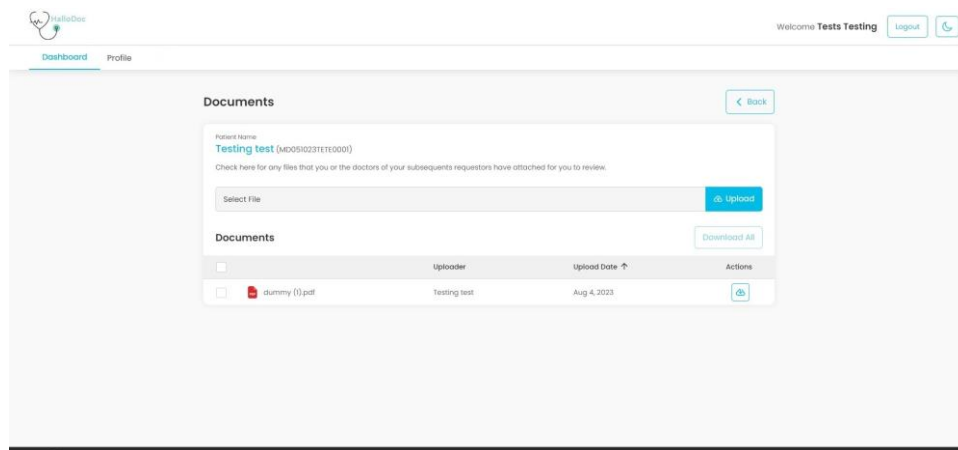 HalloDoc
Welcome Tests Testing Logout
Dashboard Profile
Documents
Back
Patient Name
Testing test (MD051023TETE0001)
Check here for any files that you or the doctors of your subsequents requestors have attached for you to review.
Select File Upload
Documents Download All
Uploader Upload Date Actions
dummy (1).pdf Testing test Aug 4, 2023